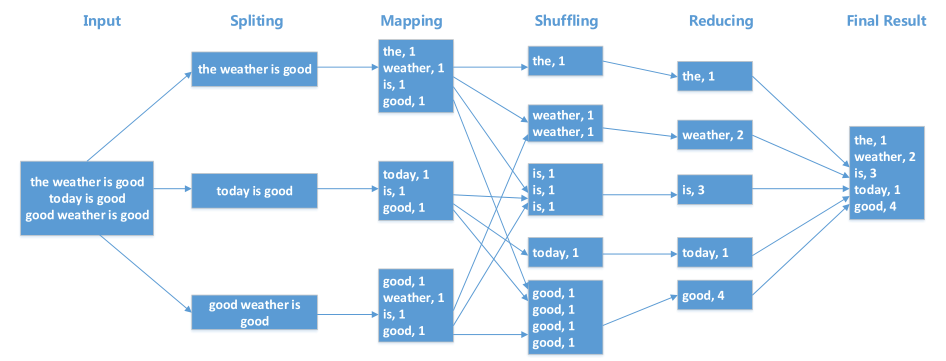 Input
Spliting
Mapping
Shuffling
Reducing
Final Result
the weather is good
today is good
good weather is good
the weather is good
today is good
good weather is
good
the, 1
weather, 1
is, 1
good, 1
today, 1
is, 1
good, 1
good, 1
weather, 1
is, 1
good, 1
the, 1
weather, 1
weather, 1
is, 1
is, 1
is, 1
today, 1
good, 1
good, 1
good, 1
good, 1
the, 1
weather, 2
is, 3
today, 1
good, 4
the, 1
weather, 2
is, 3
today, 1
good, 4